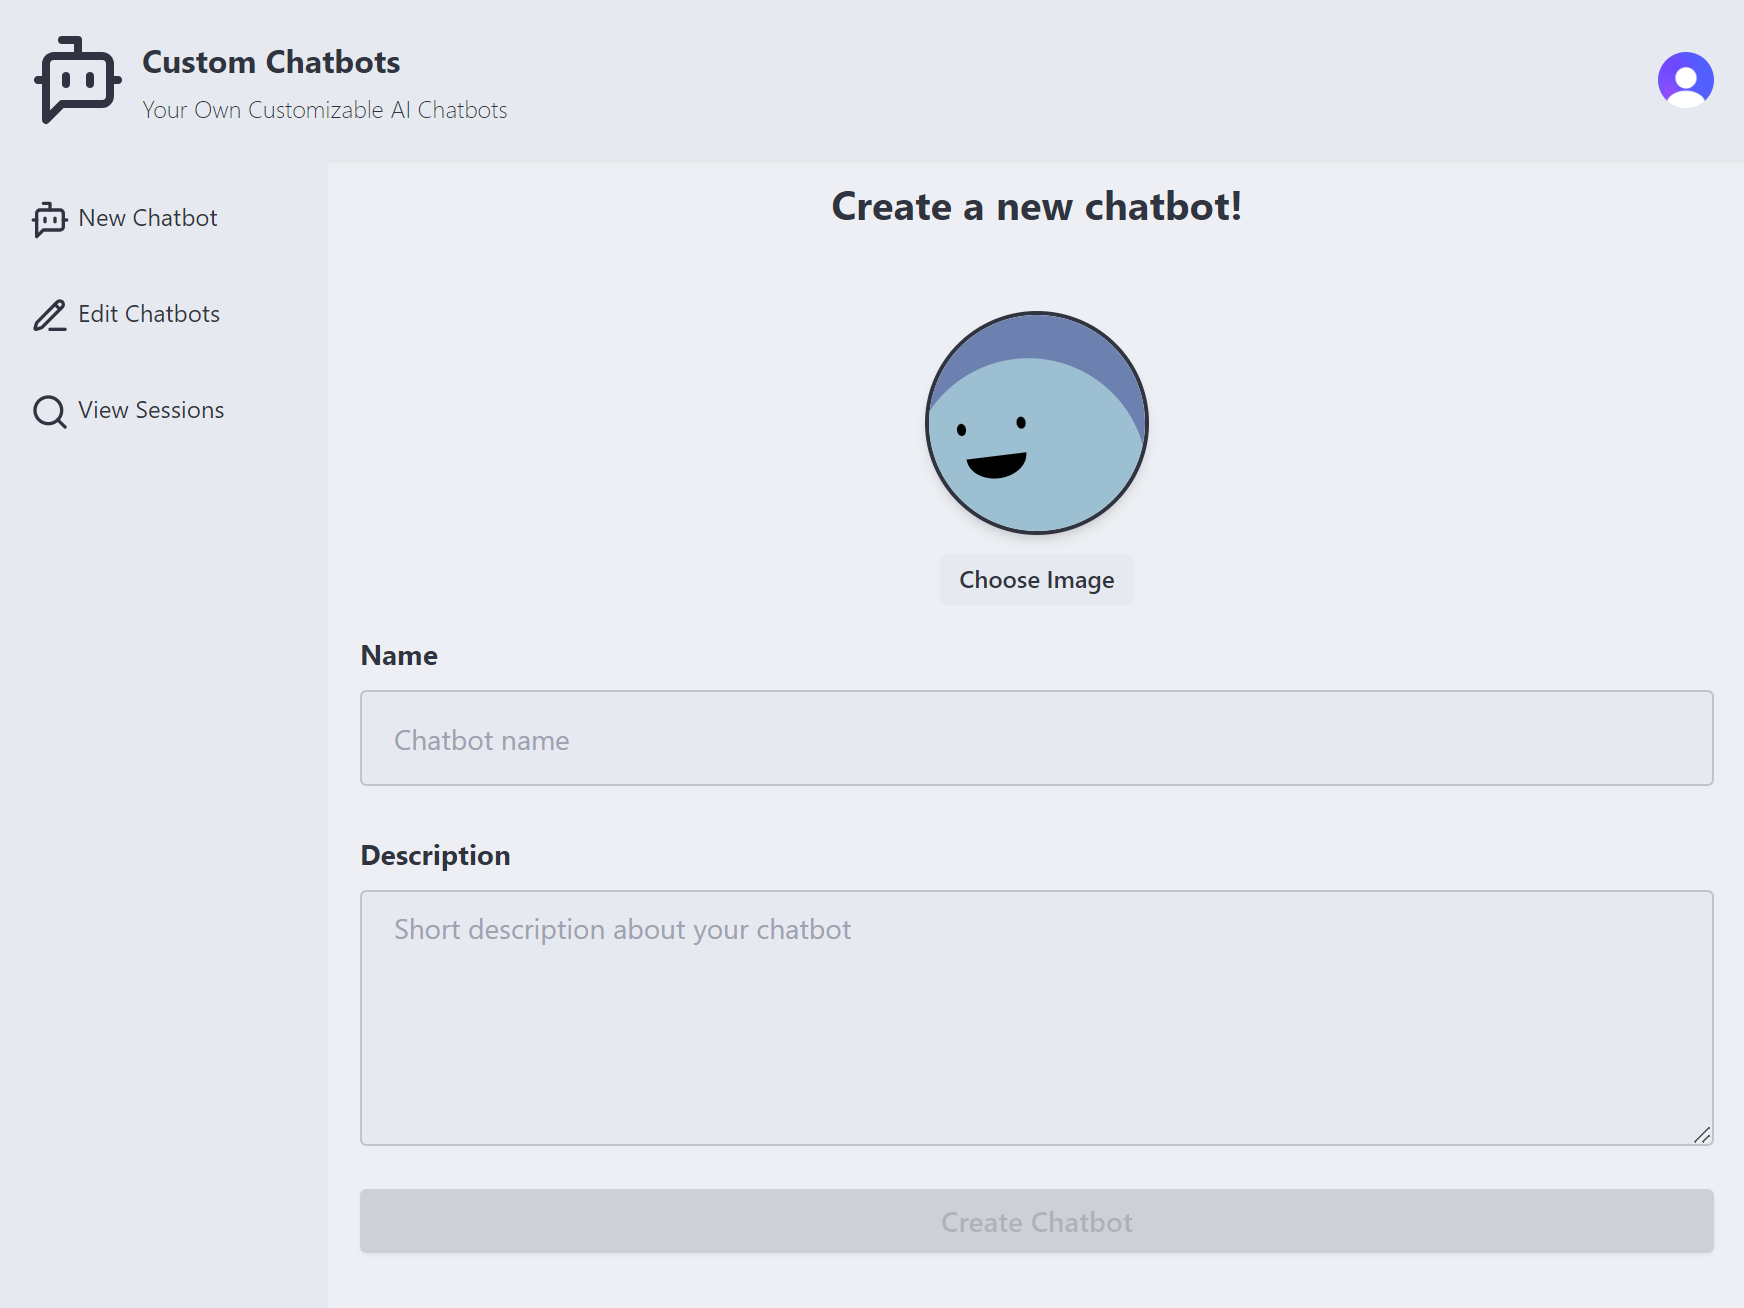 Custom Chatbots
Your Own Customizable AI Chatbots
New Chatbot
Edit Chatbots
View Sessions
Create a new chatbot!
Choose Image
Name
Chatbot name
Description
Short description about your chatbot
Create Chatbot